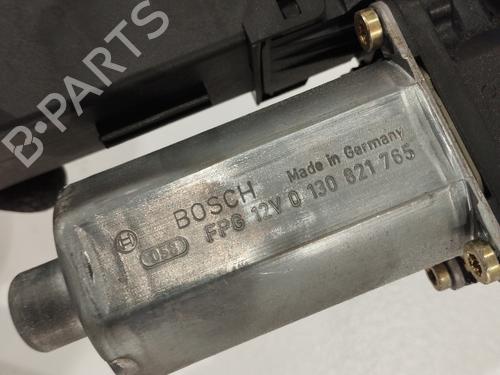 B-PARTS
BOSCH Made in Germany
FPG 12V 0 130 821 765